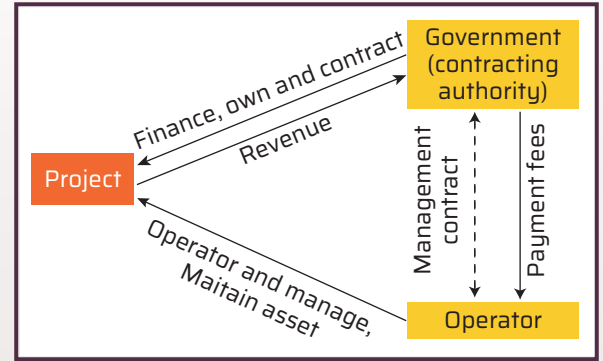 Government
(contracting
authority)
Finance, own and contract
Revenue
Project
Management
contract
Payment fees
Operator and manage,
Maitain asset
Operator